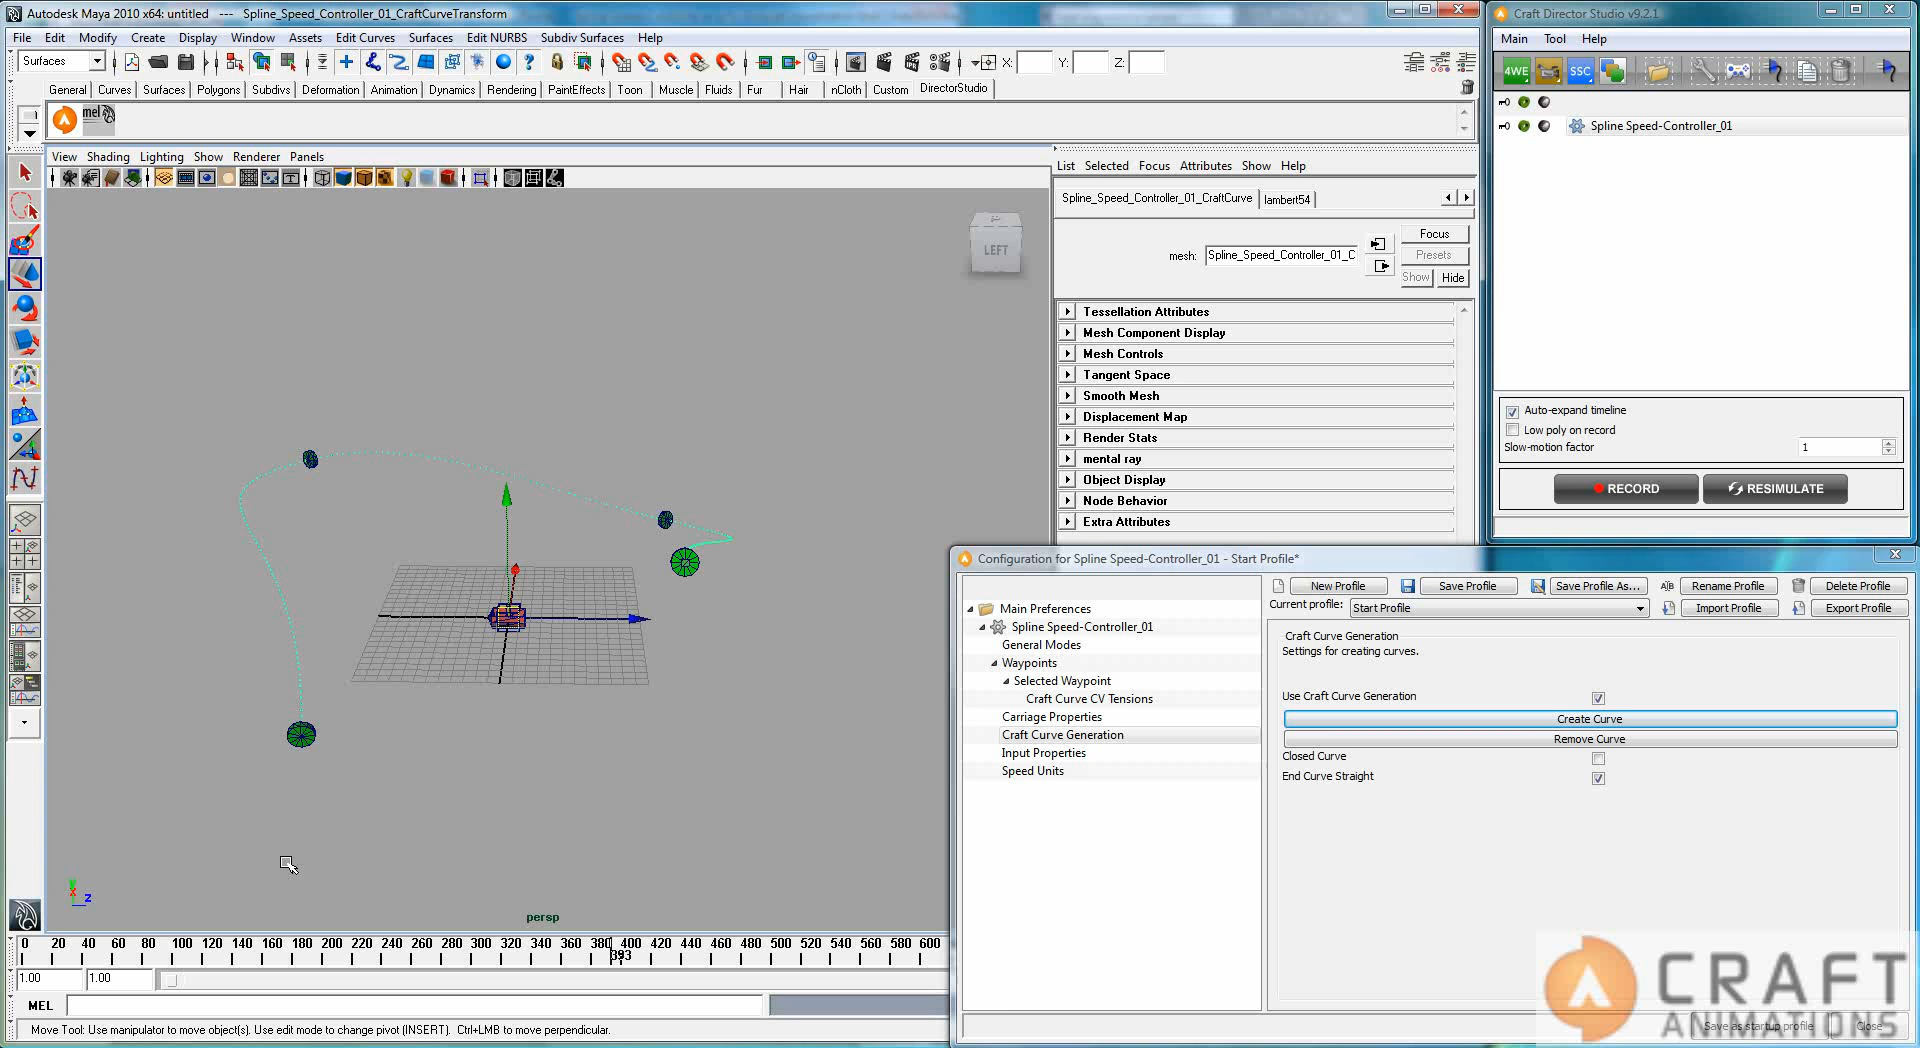 Autodesk Maya 2010 x64: untitled --- Spline_Speed_Controller_01_CraftCurveTransform
File Edit Modify Create Display Window Assets Edit Curves Surfaces Edit NURBS Subdiv Surfaces Help
Surfaces X: Y: Z:
General Curves Surfaces Polygons Subdivs Deformation Animation Dynamics Rendering PaintEffects Toon Muscle Fluids Fur Hair nCloth Custom DirectorStudio
mel
View Shading Lighting Show Renderer Panels
LEFT
persp
y
x
z
List Selected Focus Attributes Show Help
Spline_Speed_Controller_01_CraftCurve lambert54
mesh: Spline_Speed_Controller_01_C
Focus
Presets
Show Hide
Tessellation Attributes
Mesh Component Display
Mesh Controls
Tangent Space
Smooth Mesh
Displacement Map
Render Stats
mental ray
Object Display
Node Behavior
Extra Attributes
0 20 40 60 80 100 120 140 160 180 200 220 240 260 280 300 320 340 360 380 400 420 440 460 480 500 520 540 560 580 600
393
1.00 1.00
MEL
Move Tool: Use manipulator to move object(s). Use edit mode to change pivot (INSERT). Ctrl+LMB to move perpendicular.
Craft Director Studio v9.2.1
Main Tool Help
4WE SSC
Spline Speed-Controller_01
Auto-expand timeline
Low poly on record
Slow-motion factor 1
RECORD RESIMULATE
Configuration for Spline Speed-Controller_01 - Start Profile*
Main Preferences
Spline Speed-Controller_01
General Modes
Waypoints
Selected Waypoint
Craft Curve CV Tensions
Carriage Properties
Craft Curve Generation
Input Properties
Speed Units
New Profile Save Profile Save Profile As... Rename Profile Delete Profile
Current profile: Start Profile Import Profile Export Profile
Craft Curve Generation
Settings for creating curves.
Use Craft Curve Generation
Create Curve
Remove Curve
Closed Curve
End Curve Straight
CRAFT
ANIMATIONS
Save as startup profile Close